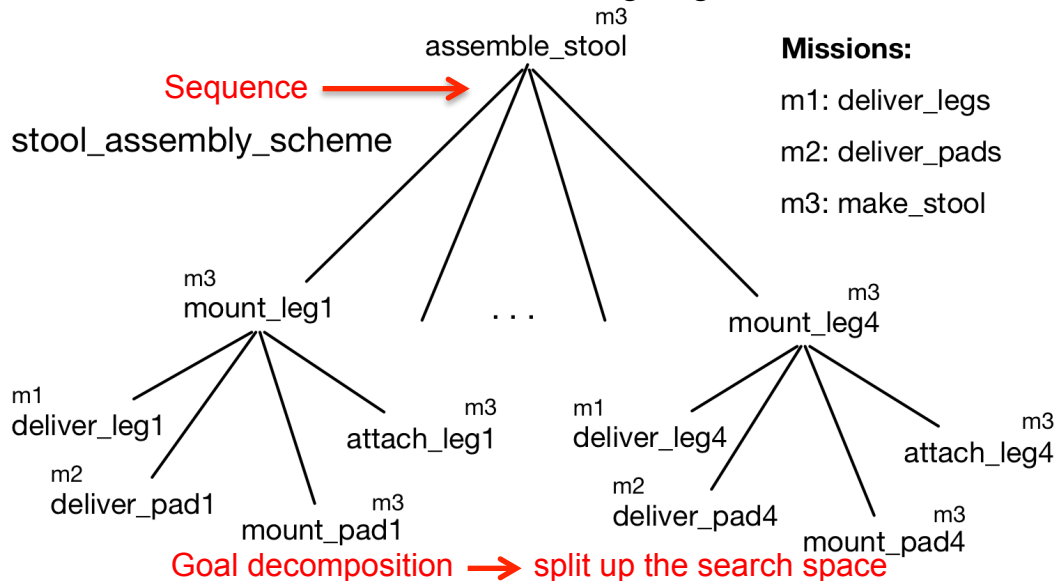 m3
assemble_stool
Missions:
Sequence
m1: deliver_legs
stool_assembly_scheme
m2: deliver_pads
m3: make_stool
m3
mount_leg1
. . .
m3
mount_leg4
m1
deliver_leg1
m3
attach_leg1
m1
deliver_leg4
m3
attach_leg4
m2
deliver_pad1
m3
mount_pad1
m2
deliver_pad4
m3
mount_pad4
Goal decomposition
split up the search space